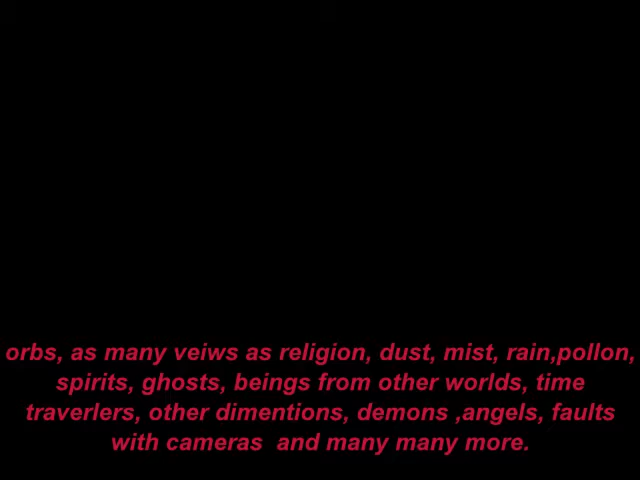 orbs, as many veiws as religion, dust, mist, rain,pollon,
spirits, ghosts, beings from other worlds, time
traverlers, other dimentions, demons ,angels, faults
with cameras  and many many more.